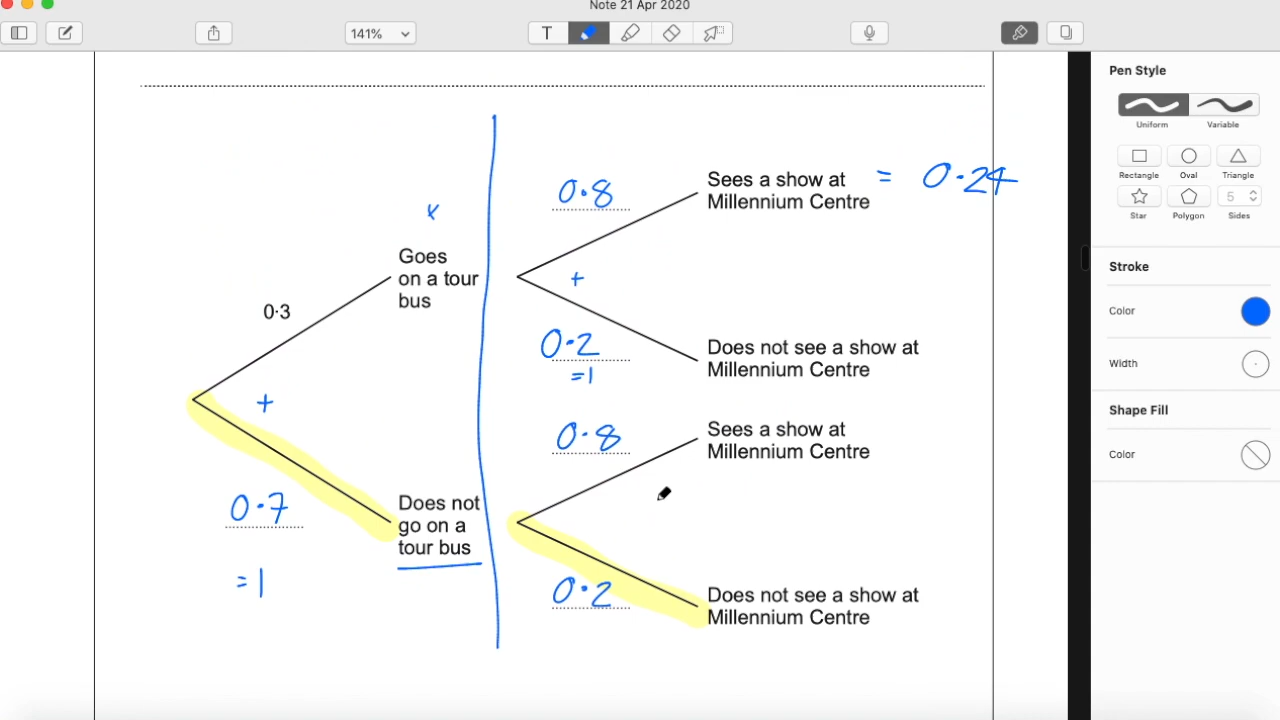 Note 21 Apr 2020
141%
T
Pen Style
Uniform
Variable
Rectangle
Oval
Triangle
5
Star
Polygon
Sides
Stroke
Color
Width
Shape Fill
Color
0.8
Sees a show at
Millennium Centre
= 0.24
x
Goes
on a tour
bus
+
0·3
0.2
=1
Does not see a show at
Millennium Centre
+
0.8
Sees a show at
Millennium Centre
0.7
Does not
go on a
tour bus
=1
0.2
Does not see a show at
Millennium Centre